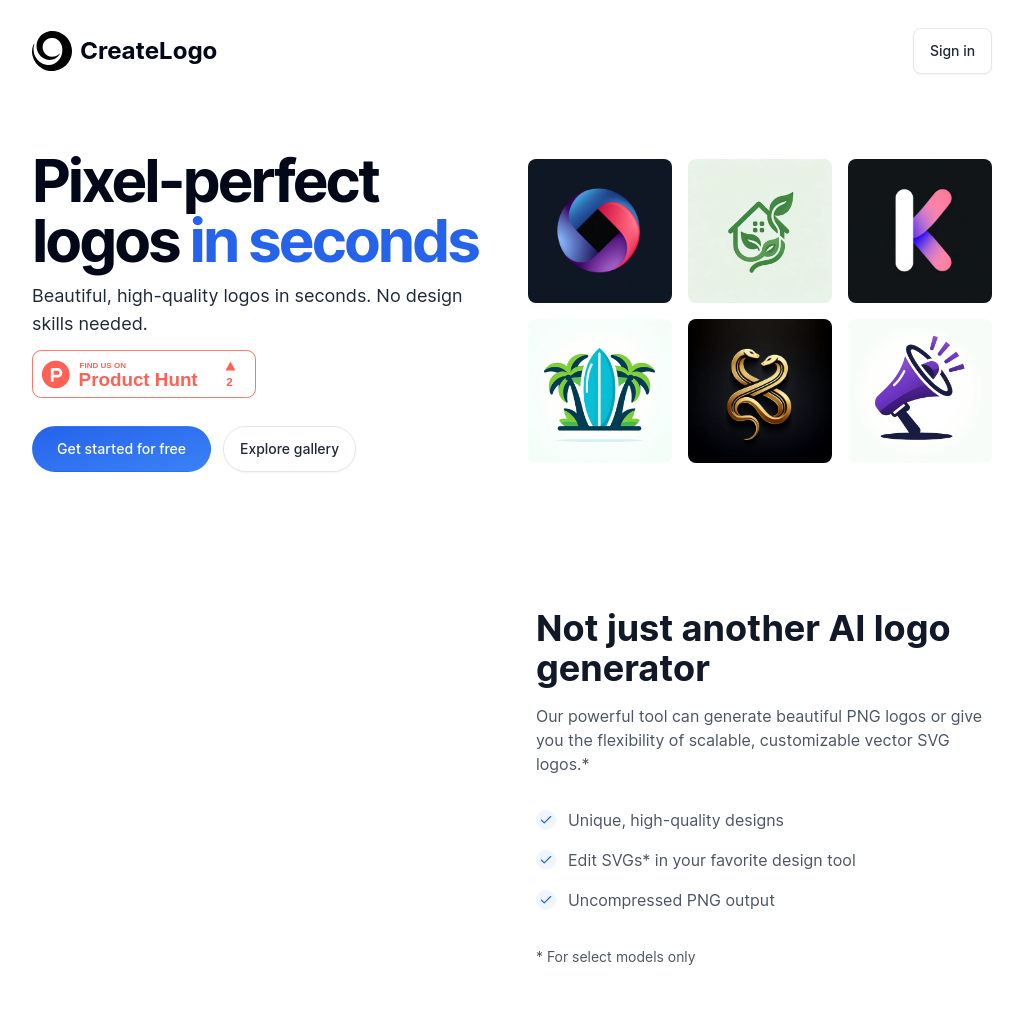 CreateLogo
Sign in
Pixel-perfect
logos in seconds
Beautiful, high-quality logos in seconds. No design
skills needed.
P
FIND US ON
Product Hunt
2
Get started for free
Explore gallery
K
Not just another AI logo
generator
Our powerful tool can generate beautiful PNG logos or give
you the flexibility of scalable, customizable vector SVG
logos.*
Unique, high-quality designs
Edit SVGs* in your favorite design tool
Uncompressed PNG output
* For select models only